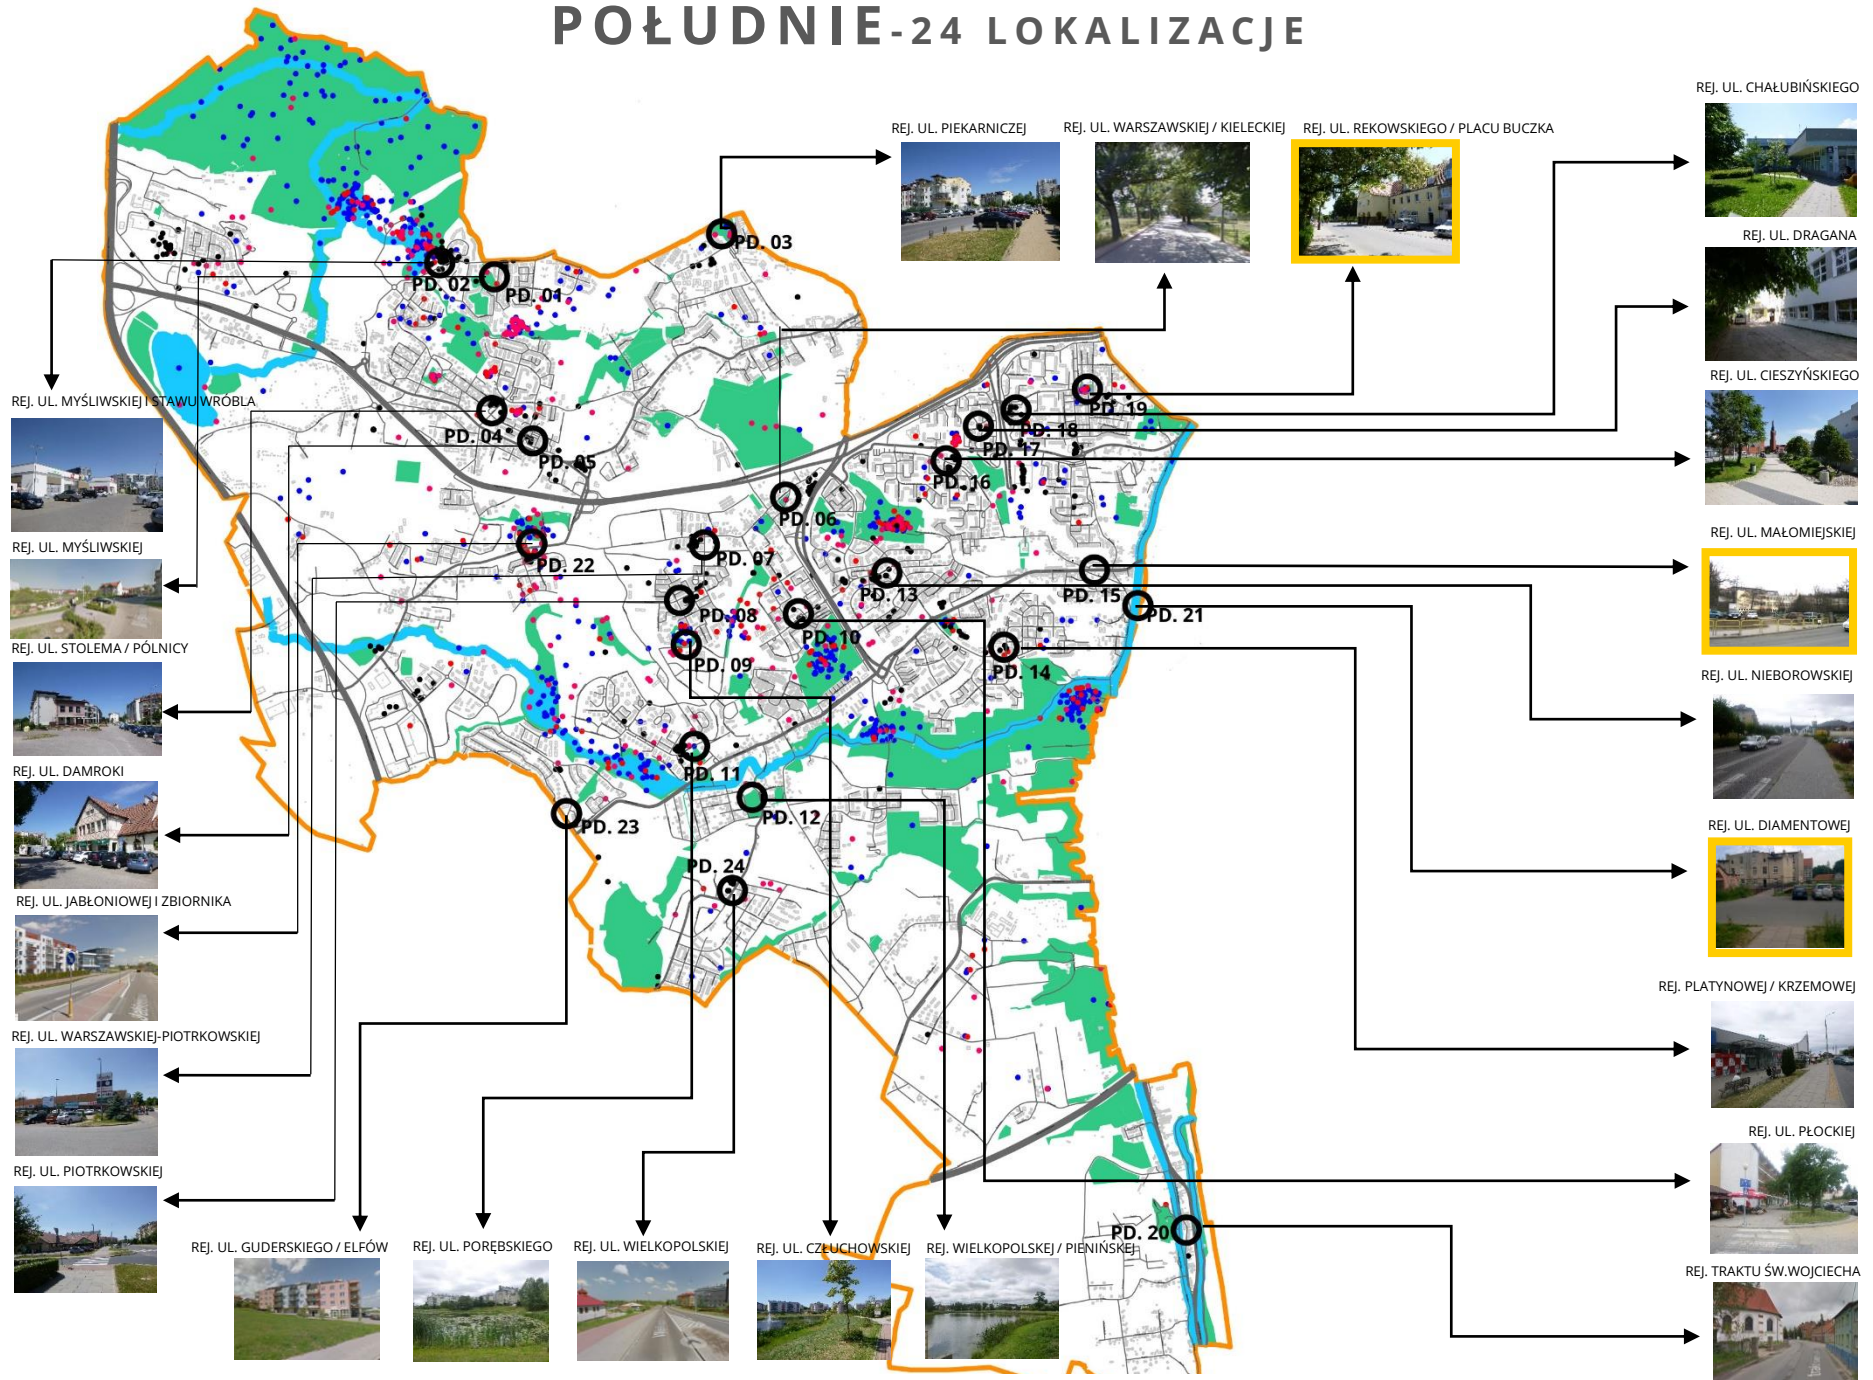 POŁUDNIE-24 LOKALIZACJE
REJ. UL. CHAŁUBIŃSKIEGO
REJ. UL. PIEKARNICZEJ
REJ. UL. WARSZAWSKIEJ / KIELECKIEJ
REJ. UL. REKOWSKIEGO / PLACU BUCZKA
REJ. UL. DRAGANA
PD. 03
PD. 02
PD. 01
REJ. UL. CIESZYŃSKIEGO
REJ. UL. MYŚLIWSKIEJ I STAWU WRÓBLA
PD. 19
PD. 18
PD. 04
PD. 17
PD. 05
PD. 16
PD. 06
REJ. UL. MAŁOMIEJSKIEJ
REJ. UL. MYŚLIWSKIEJ
PD. 07
PD. 22
PD. 13
PD. 15
PD. 08
PD. 21
PD. 10
REJ. UL. STOLEMA / PÓLNICY
PD. 09
PD. 14
REJ. UL. NIEBOROWSKIEJ
REJ. UL. DAMROKI
PD. 11
PD. 12
PD. 23
REJ. UL. DIAMENTOWEJ
PD. 24
REJ. UL. JABŁONIOWEJ I ZBIORNIKA
REJ. PLATYNOWEJ / KRZEMOWEJ
REJ. UL. WARSZAWSKIEJ-PIOTRKOWSKIEJ
REJ. UL. PŁOCKIEJ
REJ. UL. PIOTRKOWSKIEJ
PD. 20
REJ. UL. GUDERSKIEGO / ELFÓW
REJ. UL. PORĘBSKIEGO
REJ. UL. WIELKOPOLSKIEJ
REJ. UL. CZŁUCHOWSKIEJ
REJ. WIELKOPOLSKEJ / PIENIŃSKEJ
REJ. TRAKTU ŚW.WOJCIECHA